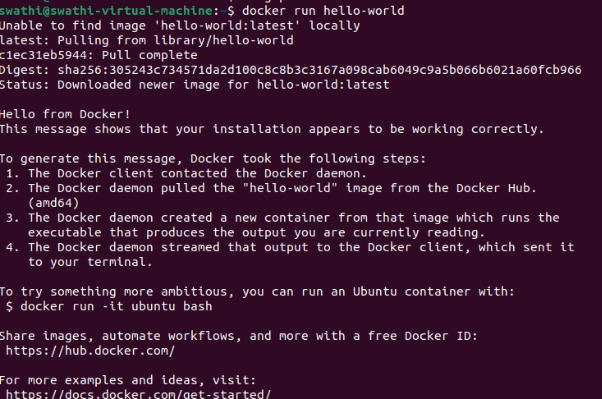 swathi@swathi-virtual-machine:~$ docker run hello-world
Unable to find image 'hello-world:latest' locally
latest: Pulling from library/hello-world
c1ec31eb5944: Pull complete
Digest: sha256:305243c734571da2d100c8c8b3c3167a098cab6049c9a5b066b6021a60fcb966
Status: Downloaded newer image for hello-world:latest

Hello from Docker!
This message shows that your installation appears to be working correctly.

To generate this message, Docker took the following steps:
 1. The Docker client contacted the Docker daemon.
 2. The Docker daemon pulled the "hello-world" image from the Docker Hub.
    (amd64)
 3. The Docker daemon created a new container from that image which runs the
    executable that produces the output you are currently reading.
 4. The Docker daemon streamed that output to the Docker client, which sent it
    to your terminal.

To try something more ambitious, you can run an Ubuntu container with:
 $ docker run -it ubuntu bash

Share images, automate workflows, and more with a free Docker ID:
 https://hub.docker.com/

For more examples and ideas, visit:
 https://docs.docker.com/get-started/